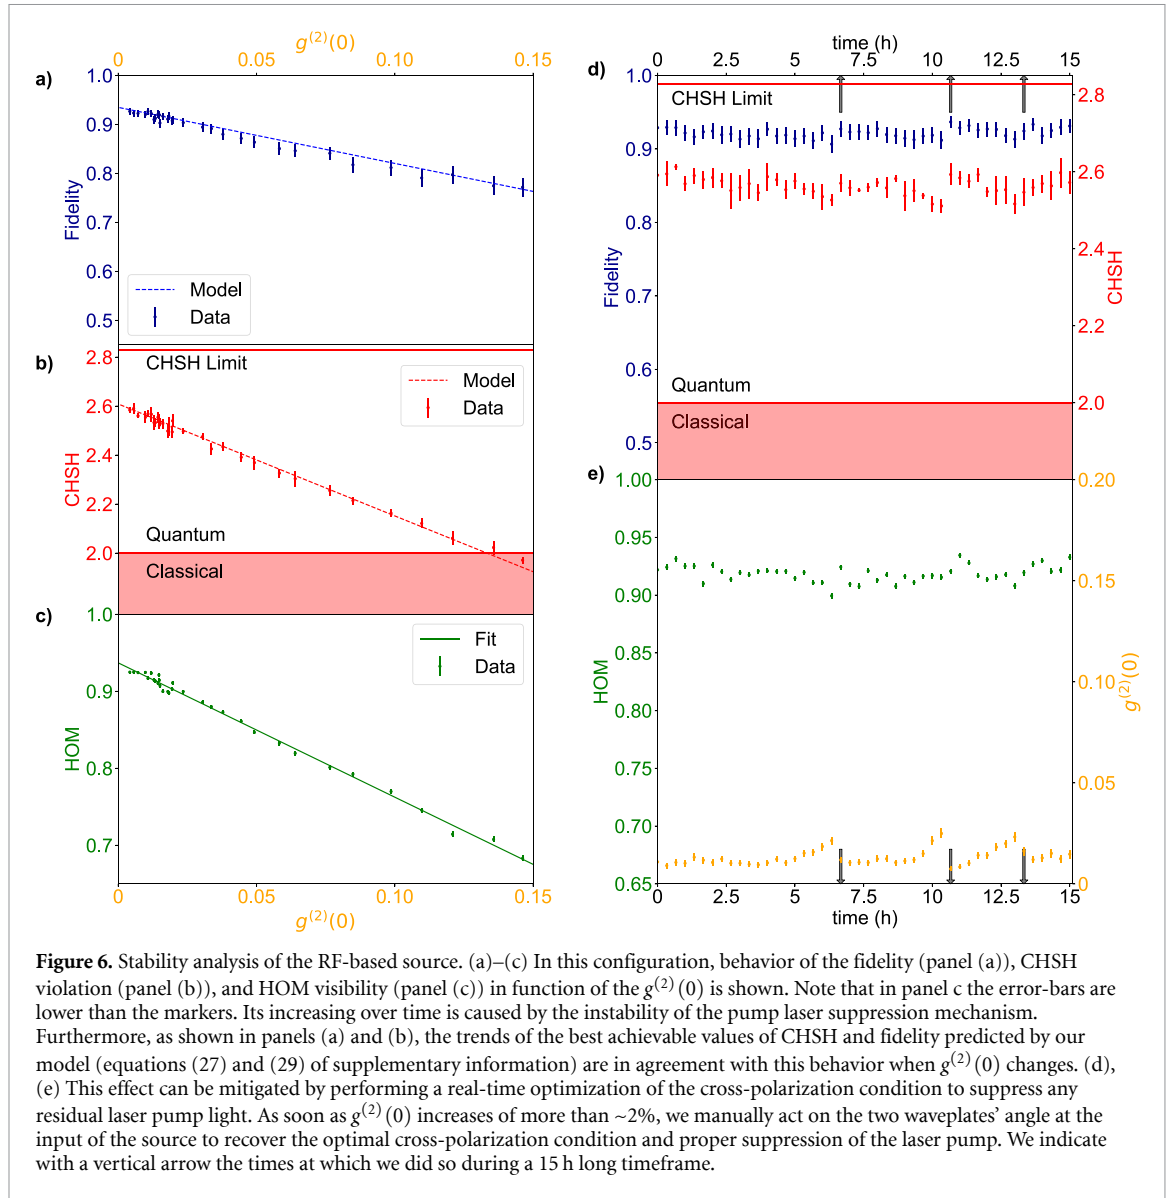 g(2)(0)
0
0.05
0.10
0.15
a)
1.0
0.9
0.8
0.7
0.6
0.5
Fidelity
Model
Data
b)
2.8
2.6
2.4
2.2
2.0
CHSH
CHSH Limit
Model
Data
Quantum
Classical
c)
1.0
0.9
0.8
0.7
HOM
Fit
Data
0
0.05
0.10
0.15
g(2)(0)
time (h)
0.0
2.5
5.0
7.5
10
12.5
15
d)
1.0
0.9
0.8
0.7
0.6
0.5
Fidelity
CHSH Limit
Quantum
Classical
2.8
2.6
2.4
2.2
2.0
CHSH
e)
1.00
0.95
0.90
0.85
0.80
0.75
0.70
0.65
HOM
0.20
0.15
0.10
0.05
0
g(2)(0)
0
2.5
5.0
7.5
10
12.5
15
time (h)
Figure 6. Stability analysis of the RF-based source. (a)–(c) In this configuration, behavior of the fidelity (panel (a)), CHSH
violation (panel (b)), and HOM visibility (panel (c)) in function of the g(2)(0) is shown. Note that in panel c the error-bars are
lower than the markers. Its increasing over time is caused by the instability of the pump laser suppression mechanism.
Furthermore, as shown in panels (a) and (b), the trends of the best achievable values of CHSH and fidelity predicted by our
model (equations (27) and (29) of supplementary information) are in agreement with this behavior when g(2)(0) changes. (d),
(e) This effect can be mitigated by performing a real-time optimization of the cross-polarization condition to suppress any
residual laser pump light. As soon as g(2)(0) increases of more than ~2%, we manually act on the two waveplates' angle at the
input of the source to recover the optimal cross-polarization condition and proper suppression of the laser pump. We indicate
with a vertical arrow the times at which we did so during a 15 h long timeframe.